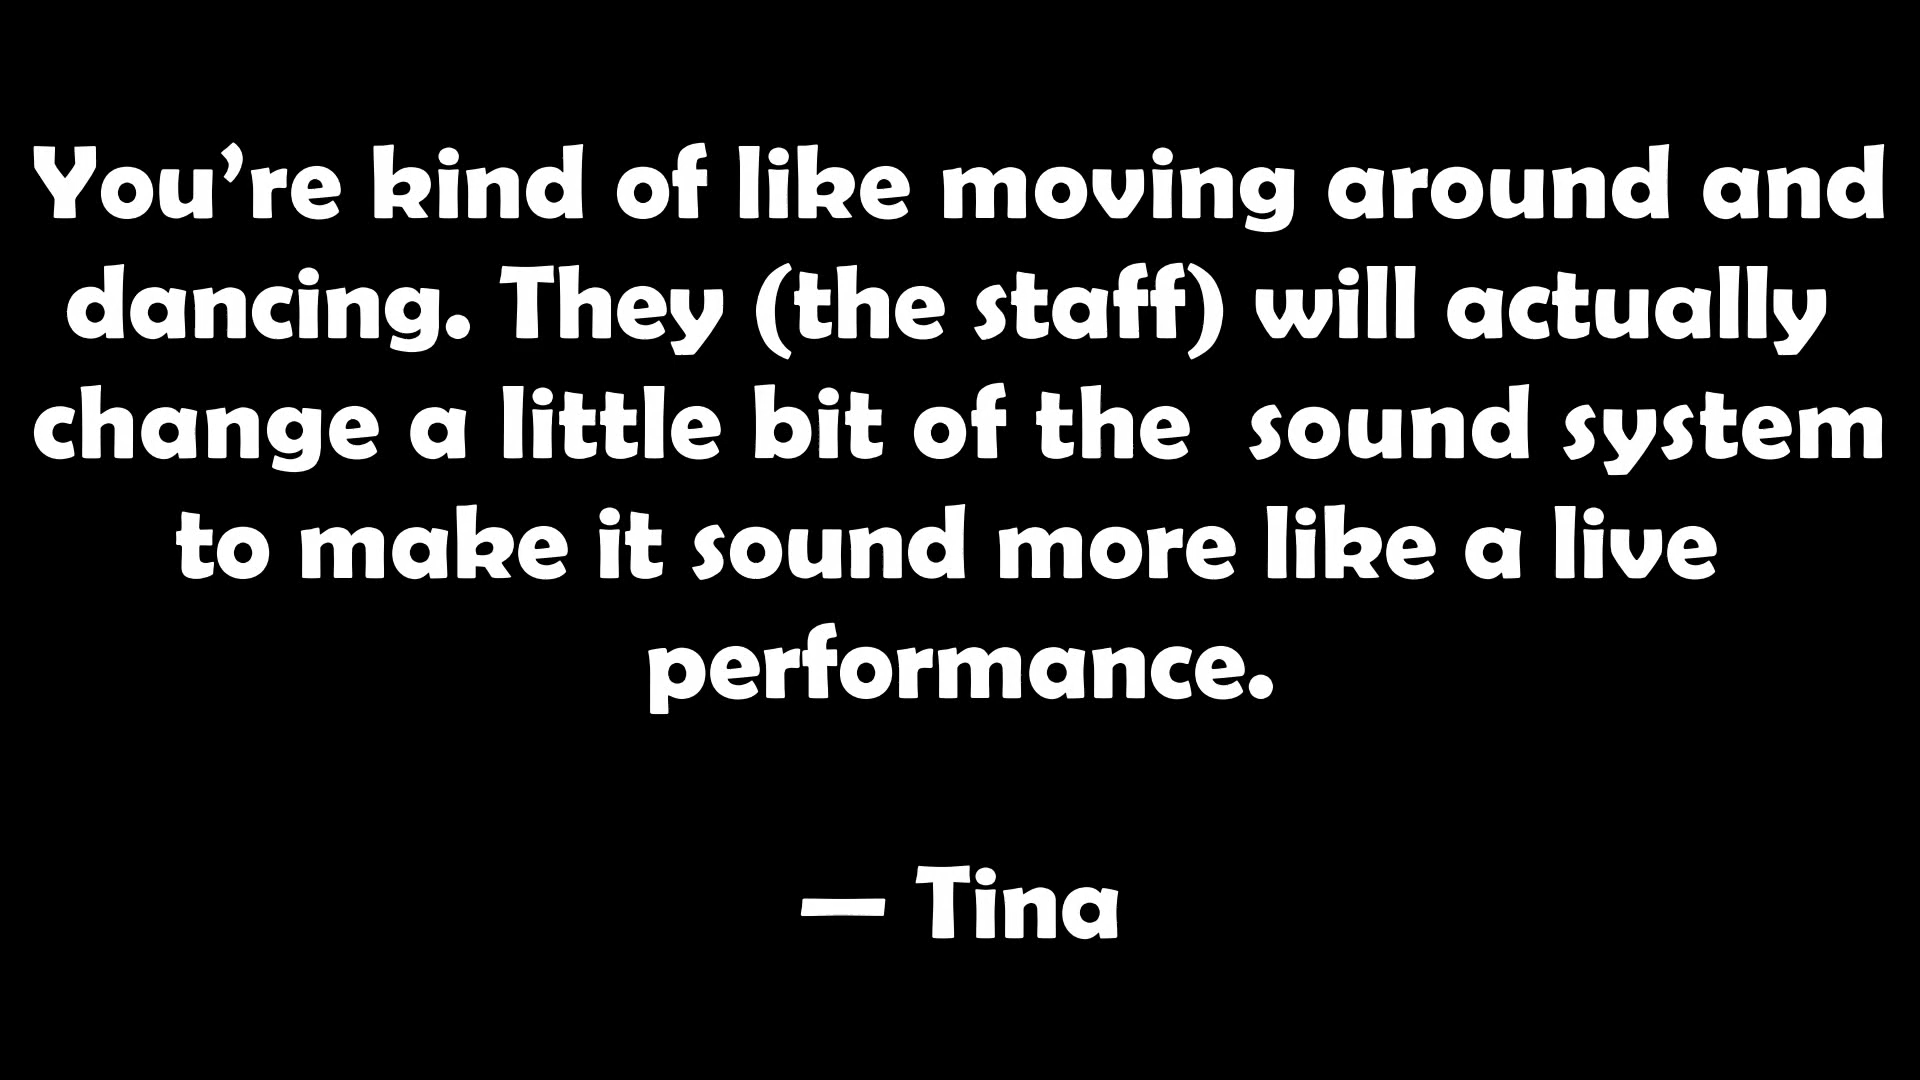 You’re kind of like moving around and
dancing. They (the staff) will actually
change a little bit of the  sound system
to make it sound more like a live
performance.
— Tina